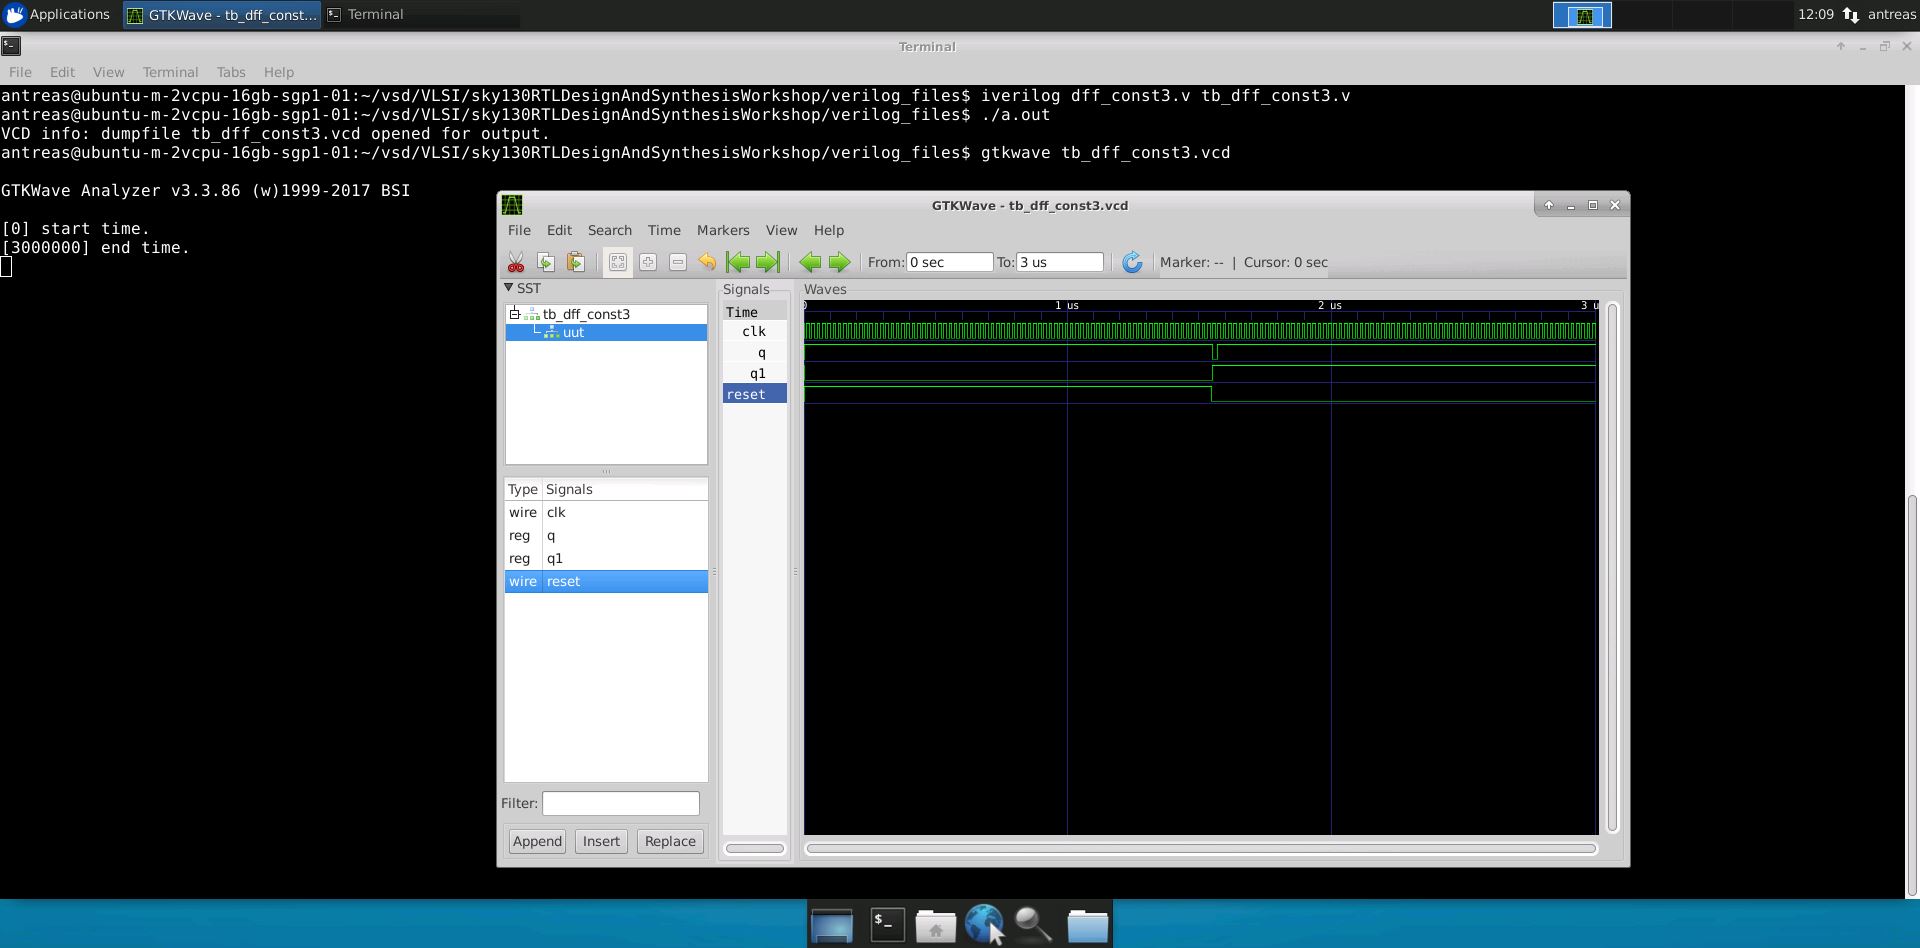 Applications GTKWave - tb_dff_const... Terminal 12:09 antreas
Terminal
File Edit View Terminal Tabs Help
antreas@ubuntu-m-2vcpu-16gb-sgp1-01:~/vsd/VLSI/sky130RTLDesignAndSynthesisWorkshop/verilog_files$ iverilog dff_const3.v tb_dff_const3.v
antreas@ubuntu-m-2vcpu-16gb-sgp1-01:~/vsd/VLSI/sky130RTLDesignAndSynthesisWorkshop/verilog_files$ ./a.out
VCD info: dumpfile tb_dff_const3.vcd opened for output.
antreas@ubuntu-m-2vcpu-16gb-sgp1-01:~/vsd/VLSI/sky130RTLDesignAndSynthesisWorkshop/verilog_files$ gtkwave tb_dff_const3.vcd
GTKWave Analyzer v3.3.86 (w)1999-2017 BSI
[0] start time.
[3000000] end time.
GTKWave - tb_dff_const3.vcd
File Edit Search Time Markers View Help
From: 0 sec To: 3 us Marker: -- | Cursor: 0 sec
SST
tb_dff_const3
uut
Type Signals
wire clk
reg q
reg q1
wire reset
Filter:
Append Insert Replace
Signals
Time
clk
q
q1
reset
Waves
0 1 us 2 us 3 u
$_